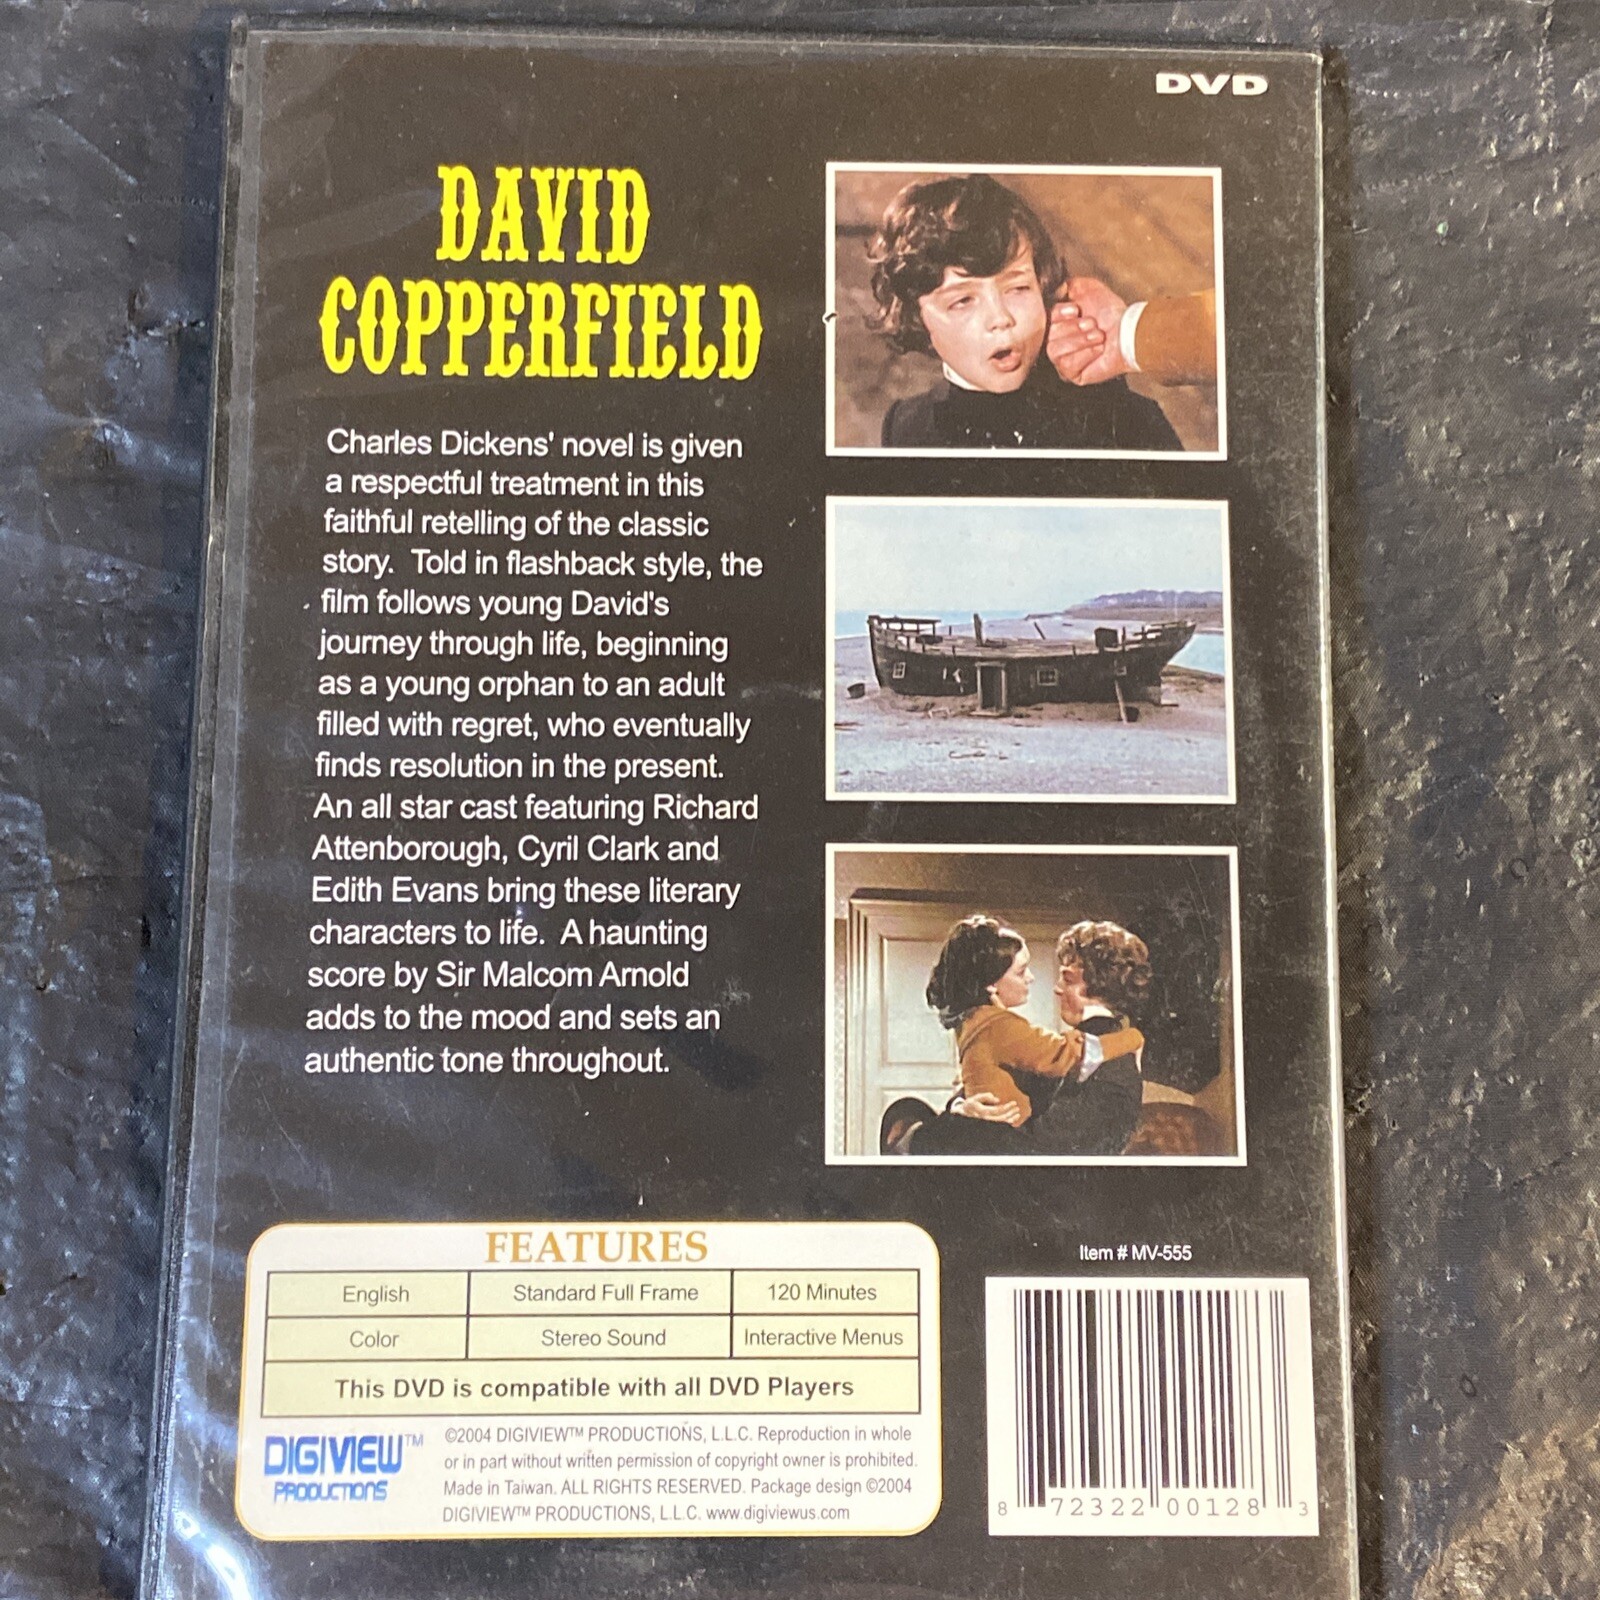 DVD
DAVID
COPPERFIELD
Charles Dickens' novel is given
a respectful treatment in this
faithful retelling of the classic
story. Told in flashback style, the
film follows young David's
journey through life, beginning
as a young orphan to an adult
filled with regret, who eventually
finds resolution in the present.
An all star cast featuring Richard
Attenborough, Cyril Clark and
Edith Evans bring these literary
characters to life. A haunting
score by Sir Malcom Arnold
adds to the mood and sets an
authentic tone throughout.
FEATURES
English Standard Full Frame 120 Minutes
Color Stereo Sound Interactive Menus
This DVD is compatible with all DVD Players
DIGIVIEW™
PRODUCTIONS
©2004 DIGIVIEW™ PRODUCTIONS, L.L.C. Reproduction in whole
or in part without written permission of copyright owner is prohibited.
Made in Taiwan. ALL RIGHTS RESERVED. Package design ©2004
DIGIVIEW™ PRODUCTIONS, L.L.C. www.digiviewus.com
Item # MV-555
8 72322 00128 3